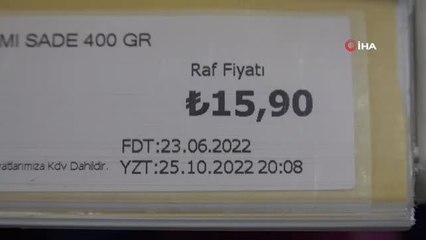 İHA
MI SADE 400 GR
Raf Fiyatı
₺15,90
FDT:23.06.2022
yatlarımıza Kdv Dahildir.
YZT:25.10.2022 20:08